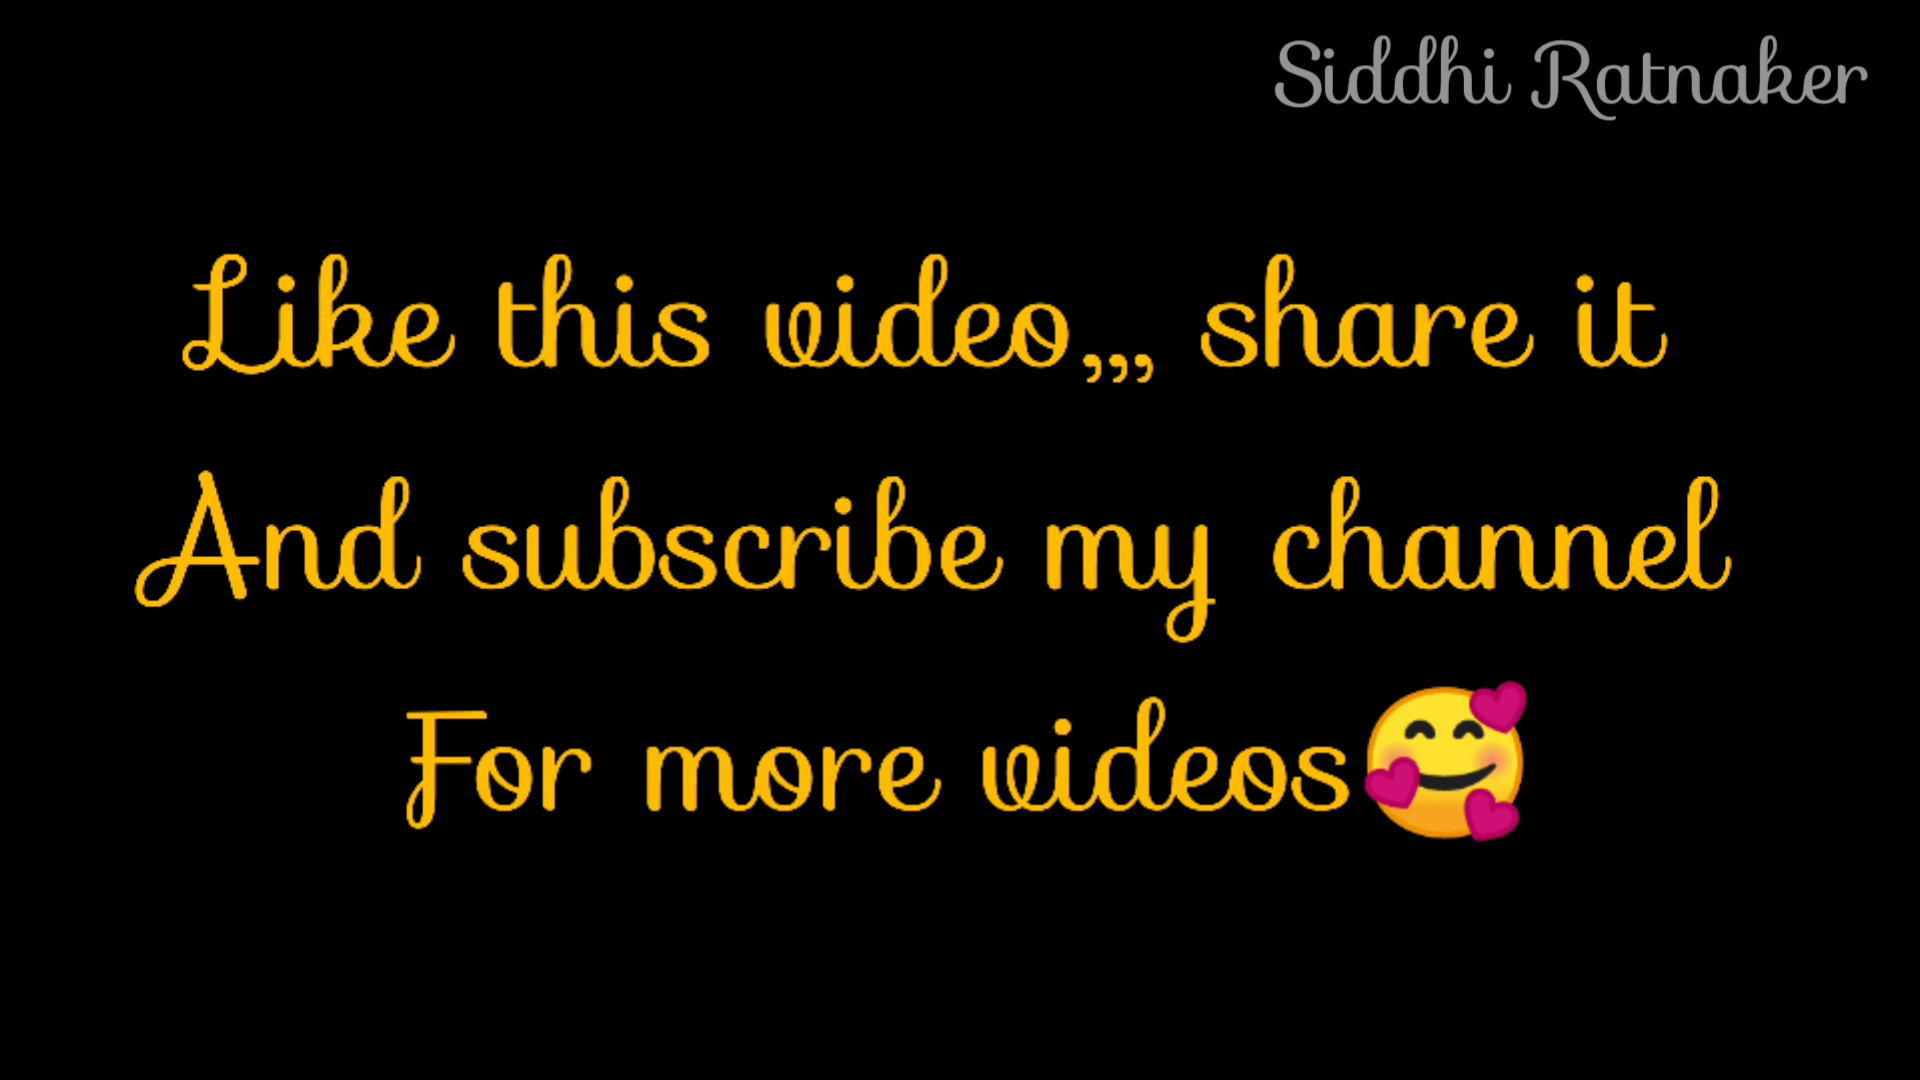 Siddhi Ratnaker
Like this video,,, share it
And subscribe my channel
For more videos🥰